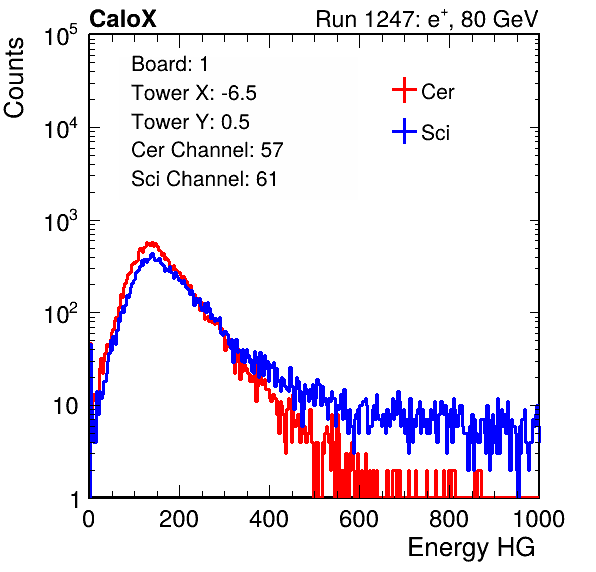 CaloX Run 1247: e+, 80 GeV
Counts
10^5
10^4
10^3
10^2
10
1
Board: 1
Tower X: -6.5
Tower Y: 0.5
Cer Channel: 57
Sci Channel: 61
Cer
Sci
0 200 400 600 800 1000
Energy HG